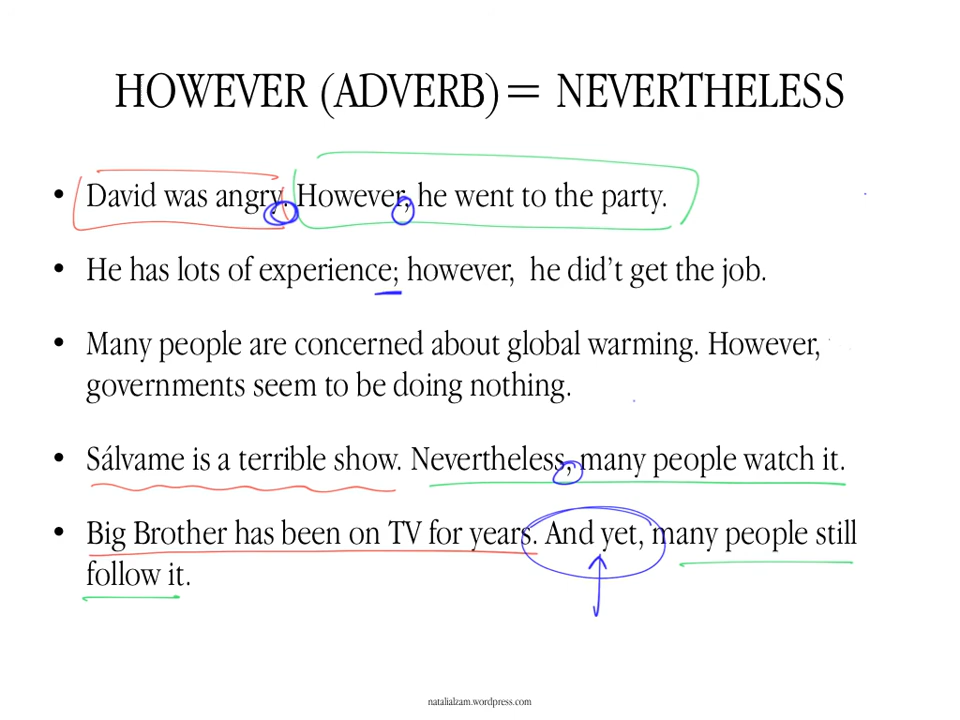 HOWEVER (ADVERB) = NEVERTHELESS
• David was angry. However, he went to the party.
• He has lots of experience; however, he did't get the job.
• Many people are concerned about global warming. However,
governments seem to be doing nothing.
• Sálvame is a terrible show. Nevertheless, many people watch it.
• Big Brother has been on TV for years. And yet, many people still
follow it.
natalialzam.wordpress.com